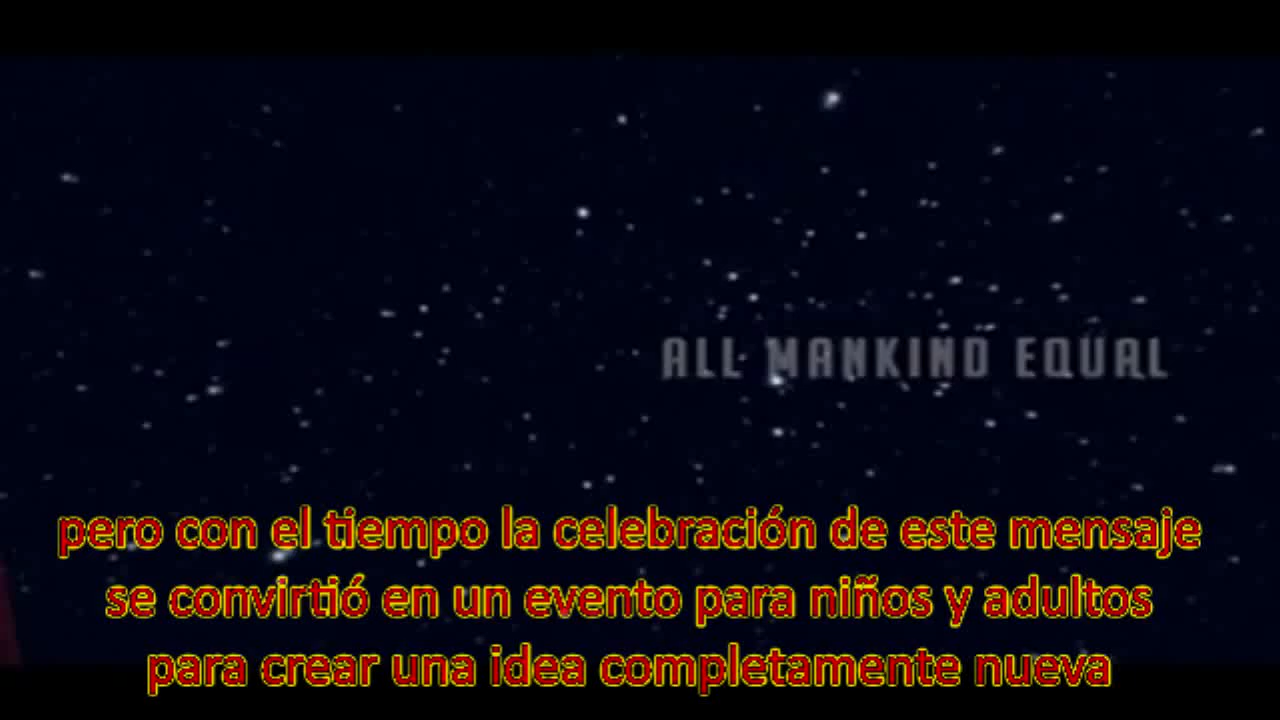 ALL MANKIND EQUAL
pero con el tiempo la celebración de este mensaje
se convirtió en un evento para niños y adultos
para crear una idea completamente nueva